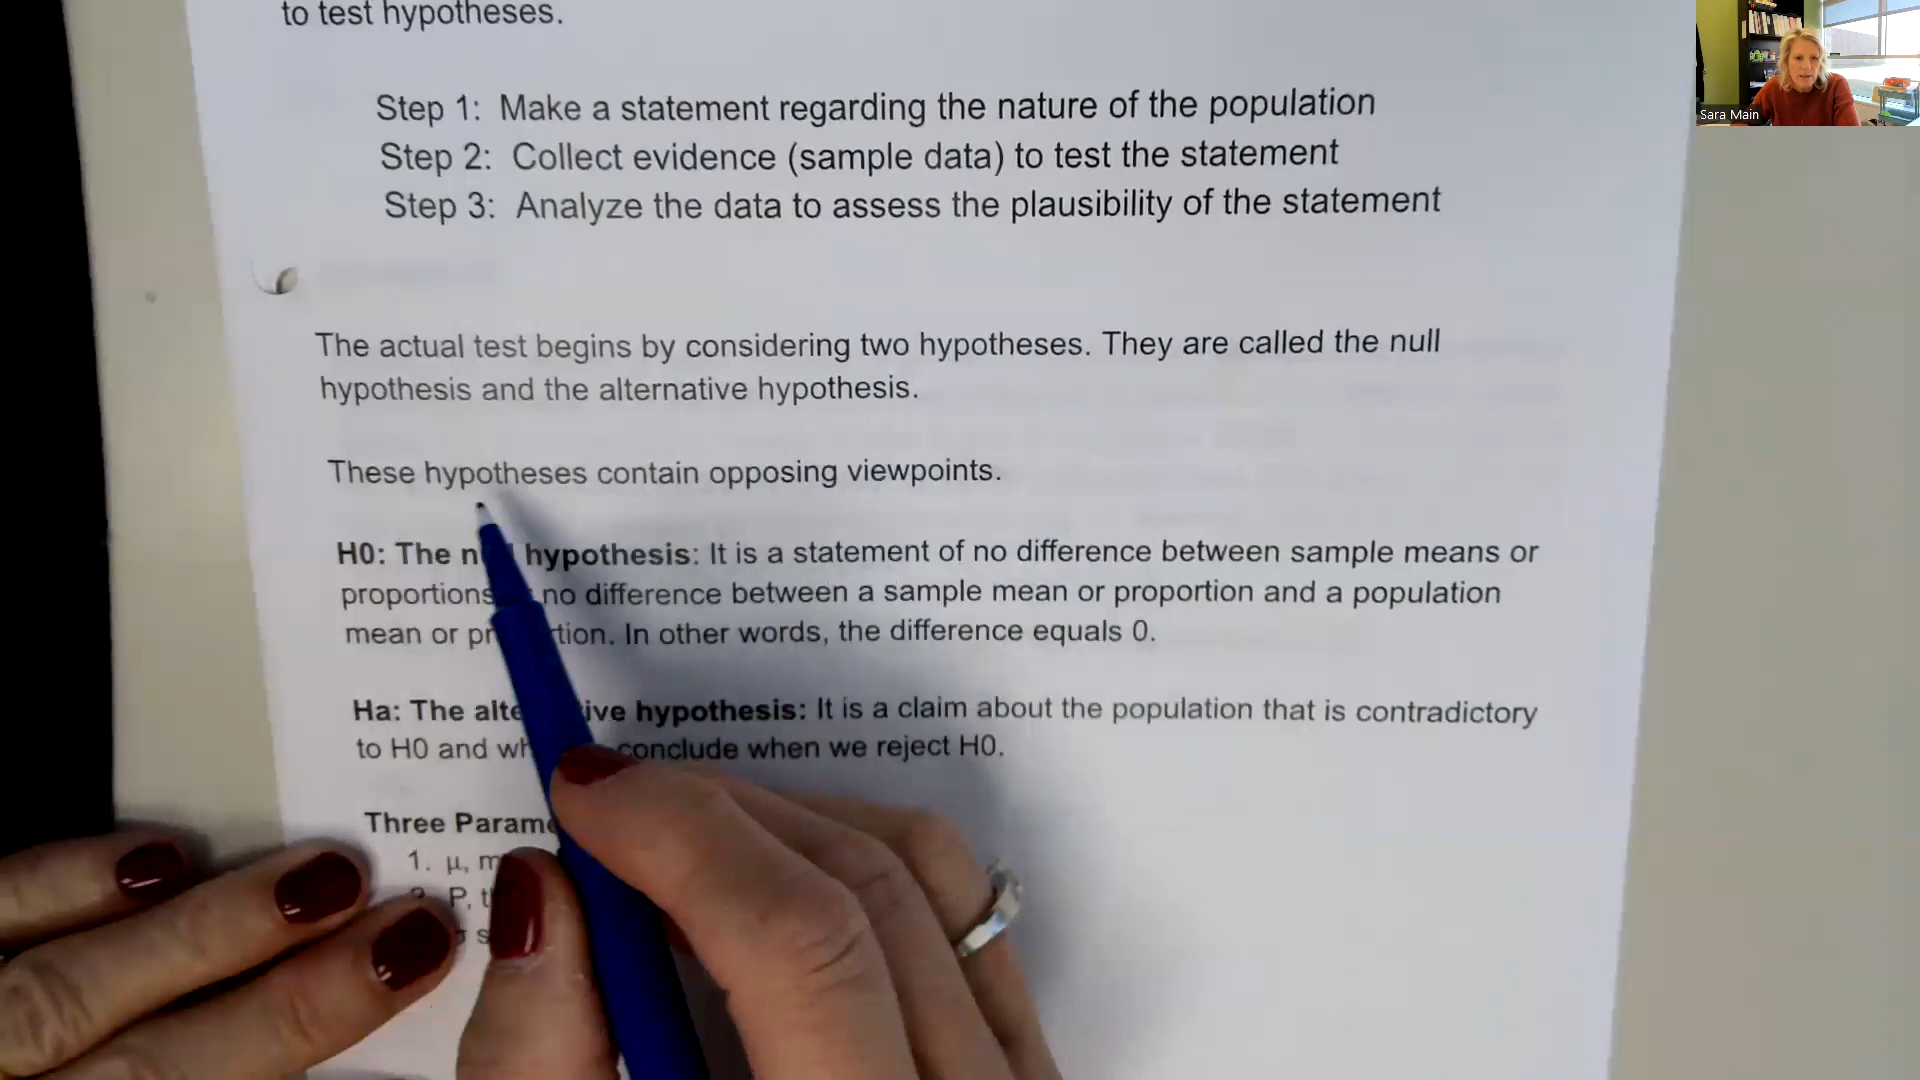 to test hypotheses.
Step 1: Make a statement regarding the nature of the population
Step 2: Collect evidence (sample data) to test the statement
Step 3: Analyze the data to assess the plausibility of the statement
The actual test begins by considering two hypotheses. They are called the null
hypothesis and the alternative hypothesis.
These hypotheses contain opposing viewpoints.
H0: The hypothesis: It is a statement of no difference between sample means or
proportions no difference between a sample mean or proportion and a population
mean or In other words, the difference equals 0.
Ha: The hypothesis: It is a claim about the population that is contradictory
to H0 and conclude when we reject H0.
Three
1. μ,
P,
Sara Main